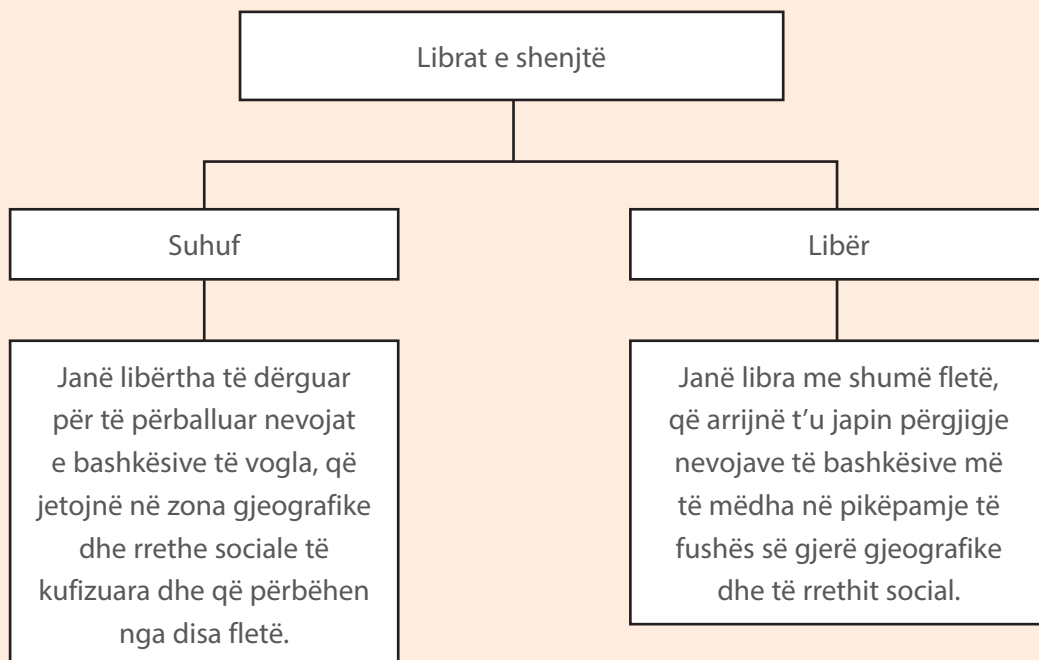 Librat e shenjtë
Suhuf
Libër
Janë libërtha të dërguar
për të përballuar nevojat
e bashkësive të vogla, që
jetojnë në zona gjeografike
dhe rrethe sociale të
kufizuara dhe që përbëhen
nga disa fletë.
Janë libra me shumë fletë,
që arrijnë t’u japin përgjigje
nevojave të bashkësive më
të mëdha në pikëpamje të
fushës së gjerë gjeografike
dhe të rrethit social.